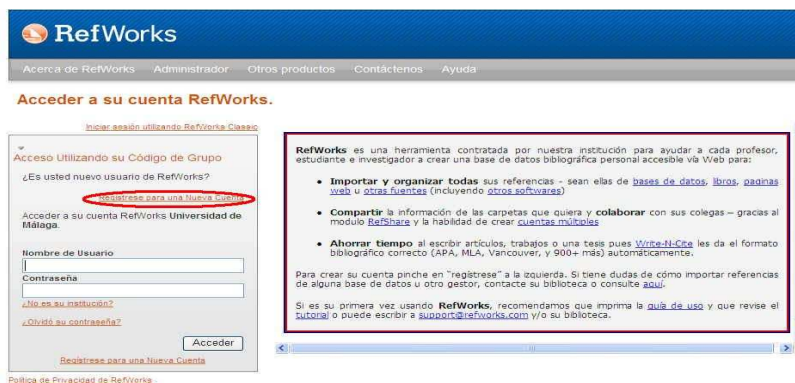 RefWorks
Acerca de RefWorks Administrador Otros productos Contáctenos Ayuda
Acceder a su cuenta RefWorks.
Iniciar sesión utilizando RefWorks Classic
Acceso Utilizando su Código de Grupo
¿Es usted nuevo usuario de RefWorks?
Regístrese para una Nueva Cuenta
Acceder a su cuenta RefWorks Universidad de
Málaga.
Nombre de Usuario
Contraseña
¿No es su institución?
¿Olvidó su contraseña?
Acceder
Regístrese para una Nueva Cuenta
Política de Privacidad de RefWorks
RefWorks es una herramienta contratada por nuestra institución para ayudar a cada profesor,
estudiante e investigador a crear una base de datos bibliográfica personal accesible vía Web para:
• Importar y organizar todas sus referencias - sean ellas de bases de datos, libros, paginas
web u otras fuentes (incluyendo otros softwares)
• Compartir la información de las carpetas que quiera y colaborar con sus colegas – gracias al
modulo RefShare y la habilidad de crear cuentas múltiples
• Ahorrar tiempo al escribir artículos, trabajos o una tesis pues Write-N-Cite les da el formato
bibliográfico correcto (APA, MLA, Vancouver, y 900+ más) automáticamente.
Para crear su cuenta pinche en "regístrese" a la izquierda. Si tiene dudas de cómo importar referencias
de alguna base de datos u otro gestor, contacte su biblioteca o consulte aquí.
Si es su primera vez usando RefWorks, recomendamos que imprima la guía de uso y que revise el
tutorial o puede escribir a support@refworks.com y/o su biblioteca.